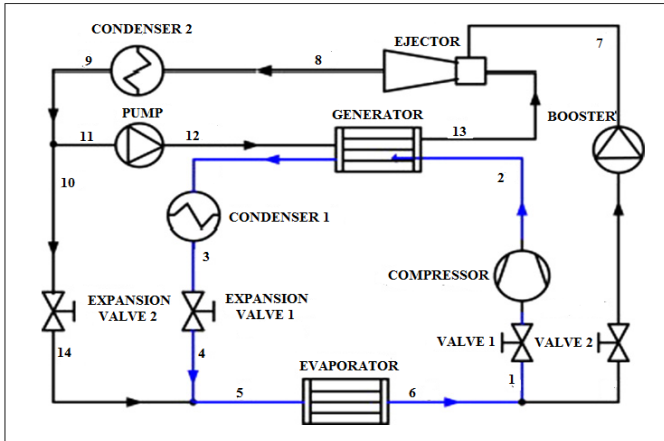 CONDENSER 2
9
8
EJECTOR
7
PUMP
11
12
GENERATOR
13
BOOSTER
10
2
CONDENSER 1
3
COMPRESSOR
EXPANSION
VALVE 2
EXPANSION
VALVE 1
VALVE 1
VALVE 2
14
4
EVAPORATOR
1
5
6